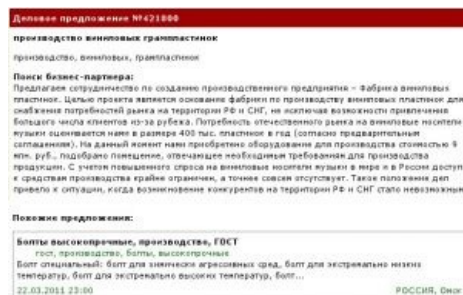 Деловое предложение №421800
производство виниловых грампластинок
производство, виниловых, грампластинок
Поиск бизнес-партнера:
Предлагаем сотрудничество по созданию производственного предприятия – Фабрика виниловых
пластинок. Целью проекта является основание фабрики по производству виниловых пластинок для
снабжения потребностей рынка на территории РФ и СНГ, не исключая возможности привлечения
большого числа клиентов из-за рубежа. Потребность отечественного рынка на виниловые носители
музыки оценивается нами в размере 400 тыс. пластинок в год (согласно предварительным
соглашениям). На данный момент нами приобретено оборудование для производства стоимостью 9
млн. руб., подобрано помещение, отвечающее необходимым требованиям для производства
продукции. С учетом повышенного спроса на виниловые носители музыки в мире и в России доступ
к средствам производства крайне ограничен, а точнее совсем отсутствует. Такое положение дел
привело к ситуации, когда возникновение конкурентов на территории РФ и СНГ стало невозможным
Похожие предложения:
Болты высокопрочные, производство, ГОСТ
гост, производство, болты, высокопрочные
Болт специальный: болт для химически агрессивных сред, болт для экстремально низких
температур, болт для экстремально высоких температур, болт...
22.03.2011 23:00 РОССИЯ, Омск